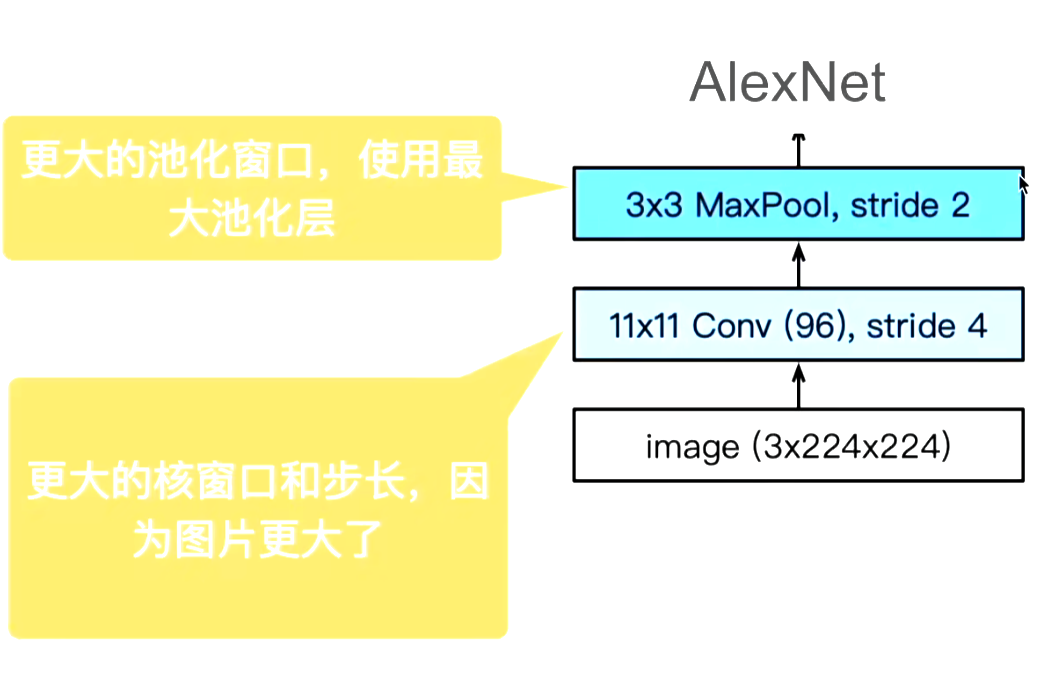 AlexNet
更大的池化窗口，使用最
大池化层
3x3 MaxPool, stride 2
11x11 Conv (96), stride 4
更大的核窗口和步长，因
为图片更大了
image (3x224x224)